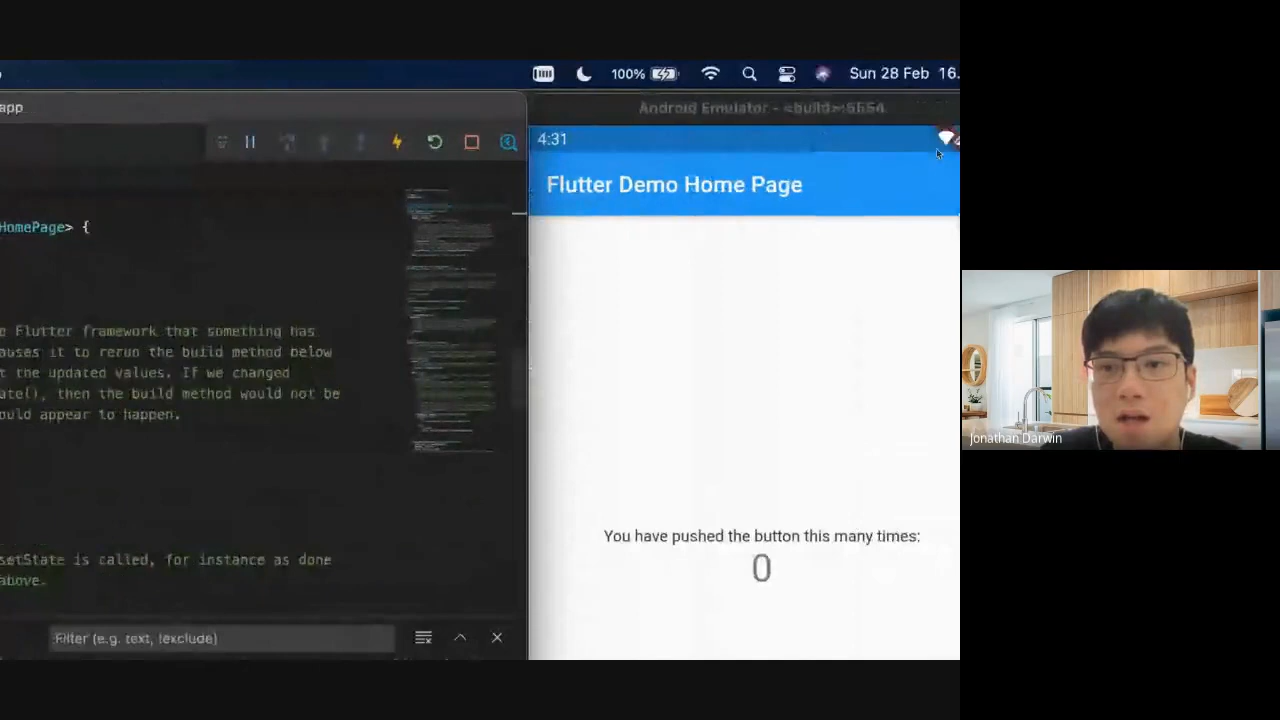 100%
Sun 28 Feb 16.
app
Android Emulator - <build>:5554
4:31
Flutter Demo Home Page
HomePage> {
e Flutter framework that something has
auses it to rerun the build method below
t the updated values. If we changed
ate(), then the build method would not be
ould appear to happen.
You have pushed the button this many times:
0
setState is called, for instance as done
above.
Filter (e.g. text, !exclude)
Jonathan Darwin